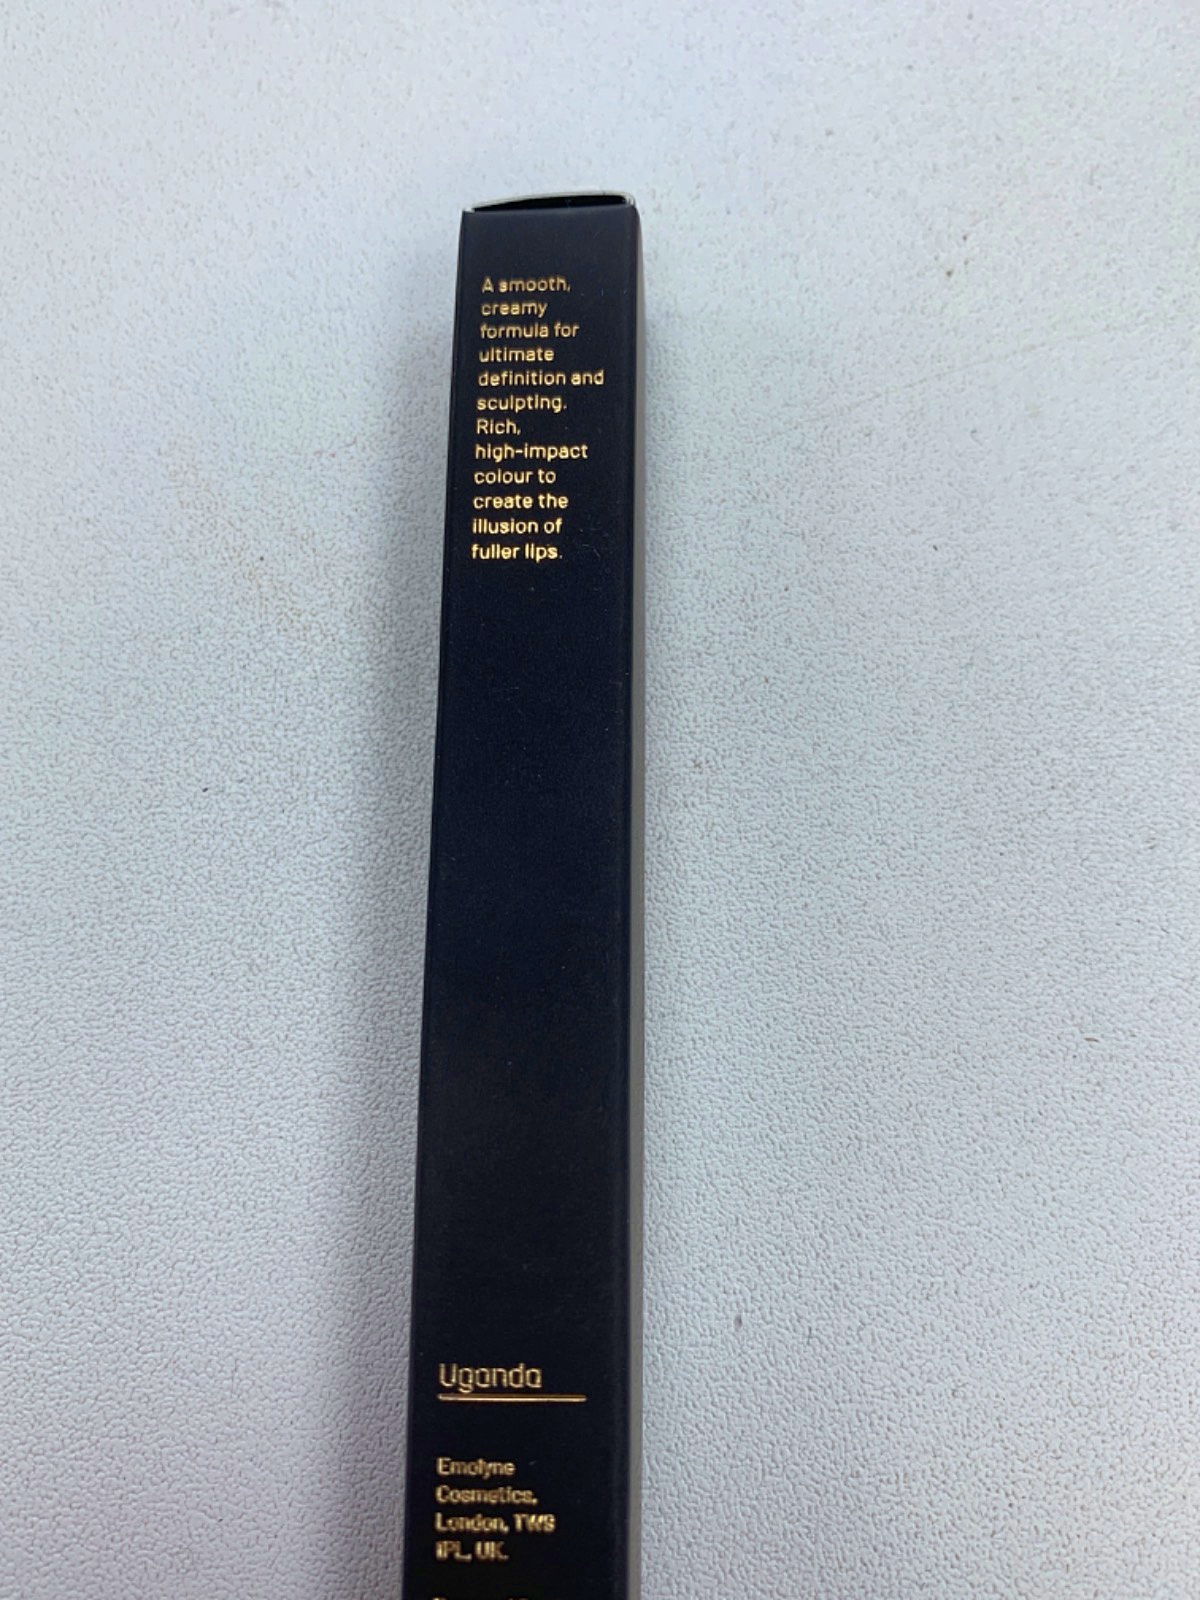 A smooth,
creamy
formula for
ultimate
definition and
sculpting.
Rich,
high-impact
colour to
create the
illusion of
fuller lips.
Uganda
Emolyne
Cosmetics,
London, TW9
1PL, UK.